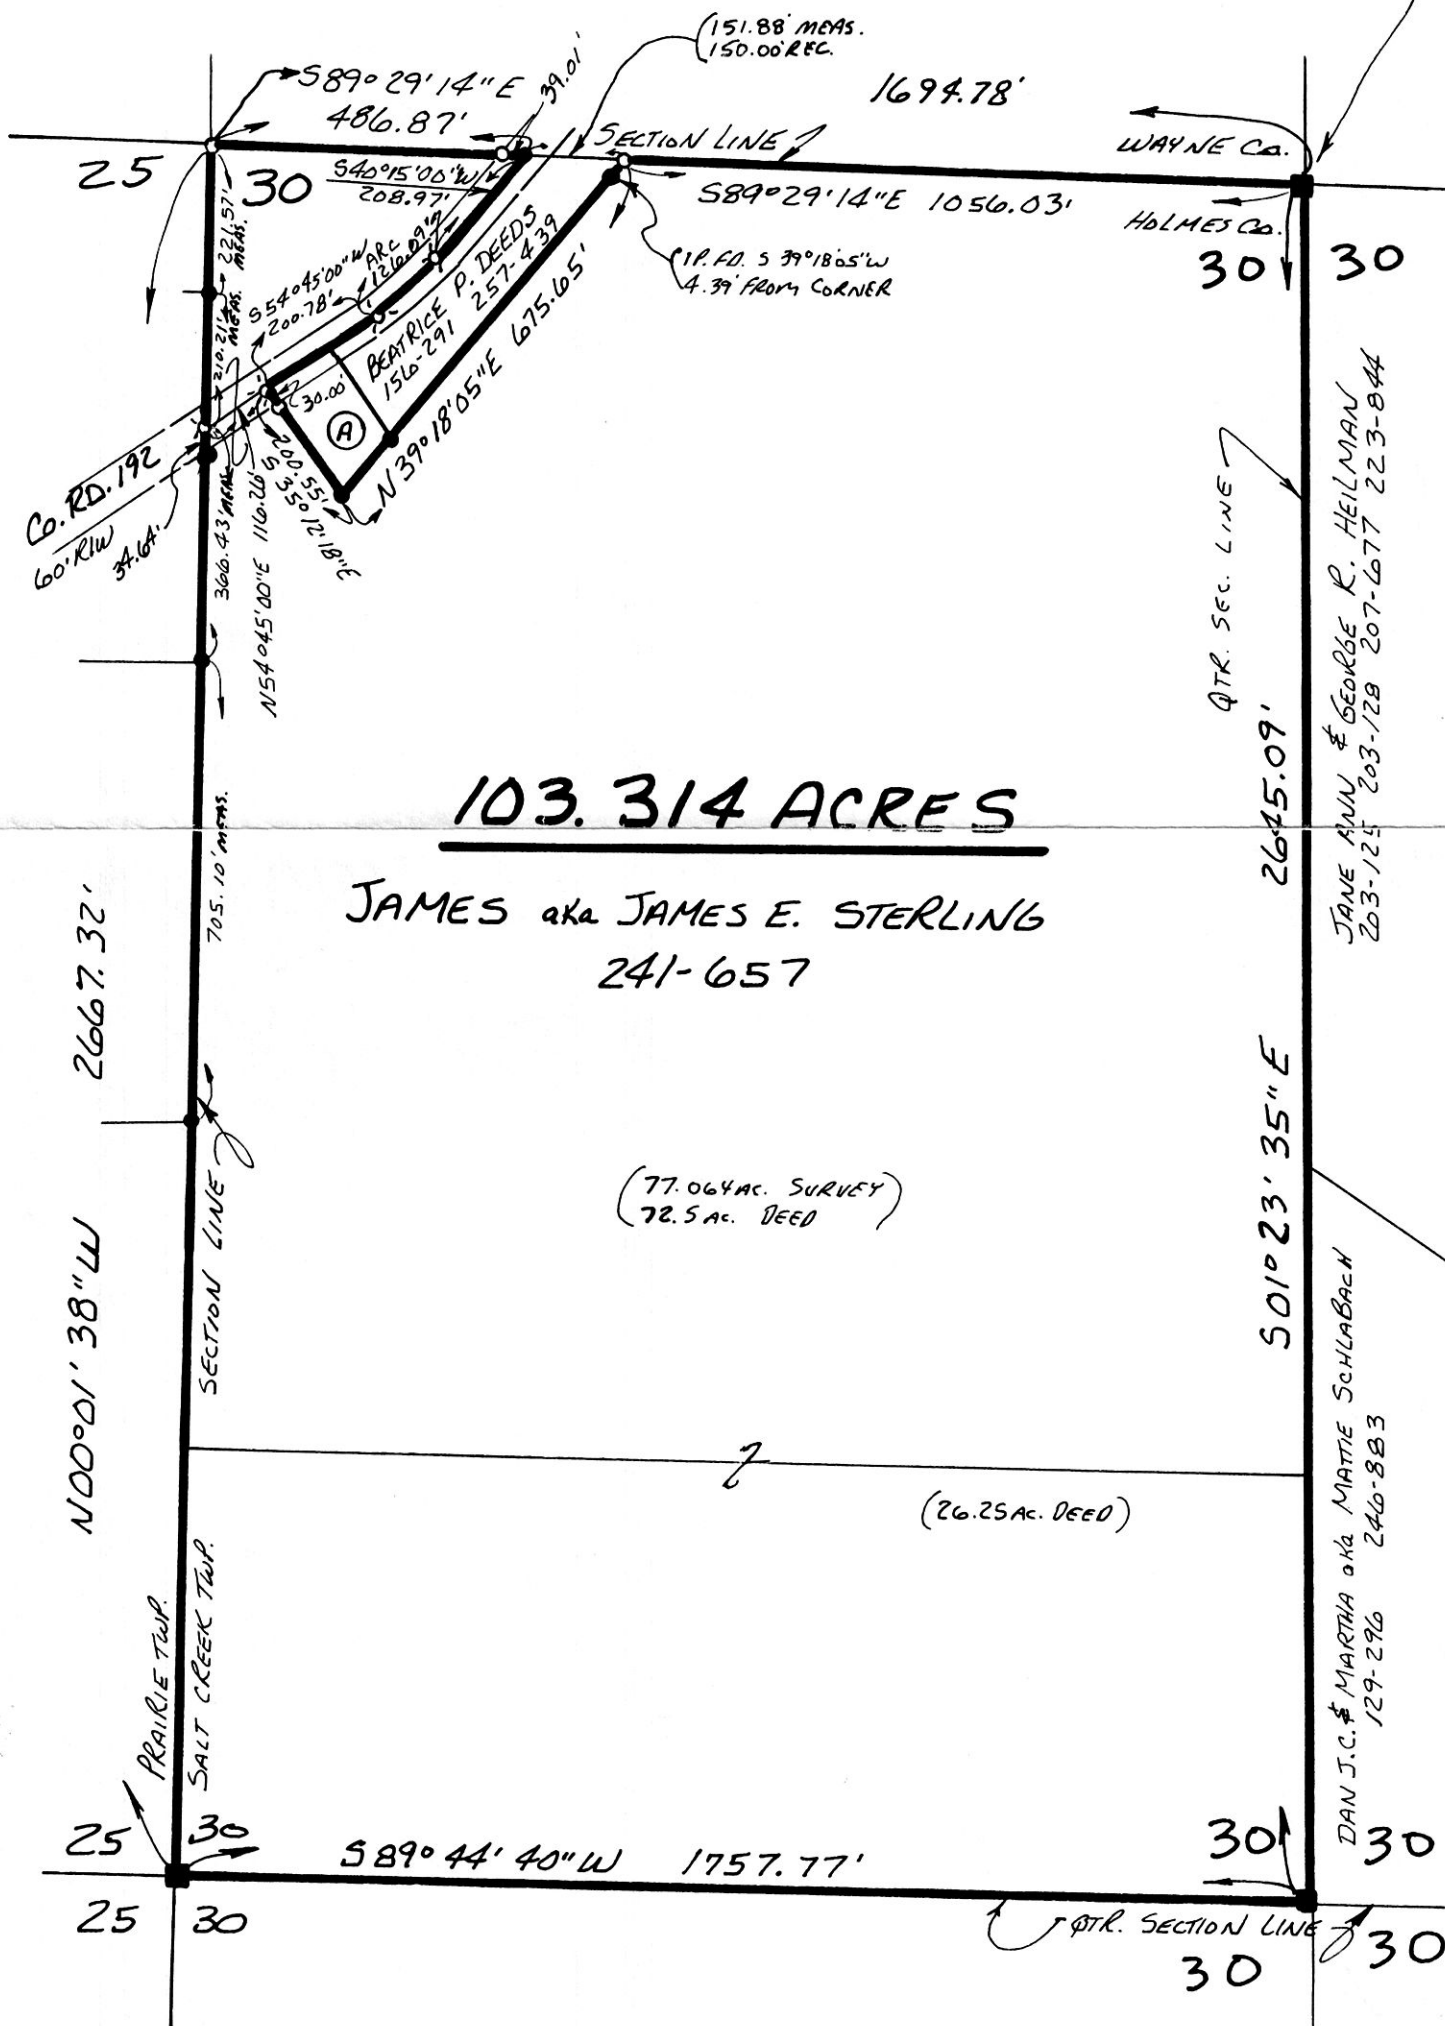 (151.88' MEAS.
150.00' REC.
S89° 29' 14" E
486.87'
39.01'
1694.78'
SECTION LINE
WAYNE CO.
HOLMES CO.
25
30
S40° 15' 00" W
208.97'
S89° 29' 14" E 1056.03'
30
30
I.P. FD. S 39° 18' 05" W
4.39' FROM CORNER
221.57'
MEAS.
210.21'
MEAS.
S 54° 45' 00" W
200.78'
ARC
BEATRICE P. DEEDS
156-291 257-439
N 39° 18' 05" E 675.65'
30.00'
A
200.55'
S 35° 12' 18" E
CO. RD. 192
60' R/W
34.64'
366.43' MEAS.
N54° 45' 00" E 116.26'
QTR. SEC. LINE
JANE ANN & GEORGE R. HEILMAN
203-125 203-128 207-677 223-844
103.314 ACRES
JAMES aka JAMES E. STERLING
241-657
705.10' MEAS.
N00° 01' 38" W 2667.32'
S 01° 23' 35" E 2645.09'
(77.064 AC. SURVEY)
72.5 AC. DEED
SECTION LINE
(26.25 AC. DEED)
PRAIRIE TWP.
SALT CREEK TWP.
DAN J.C. & MARTHA aka MATTIE SCHLABACH
129-296 246-883
25
30
S 89° 44' 40" W 1757.77'
30
30
25
30
QTR. SECTION LINE
30
30